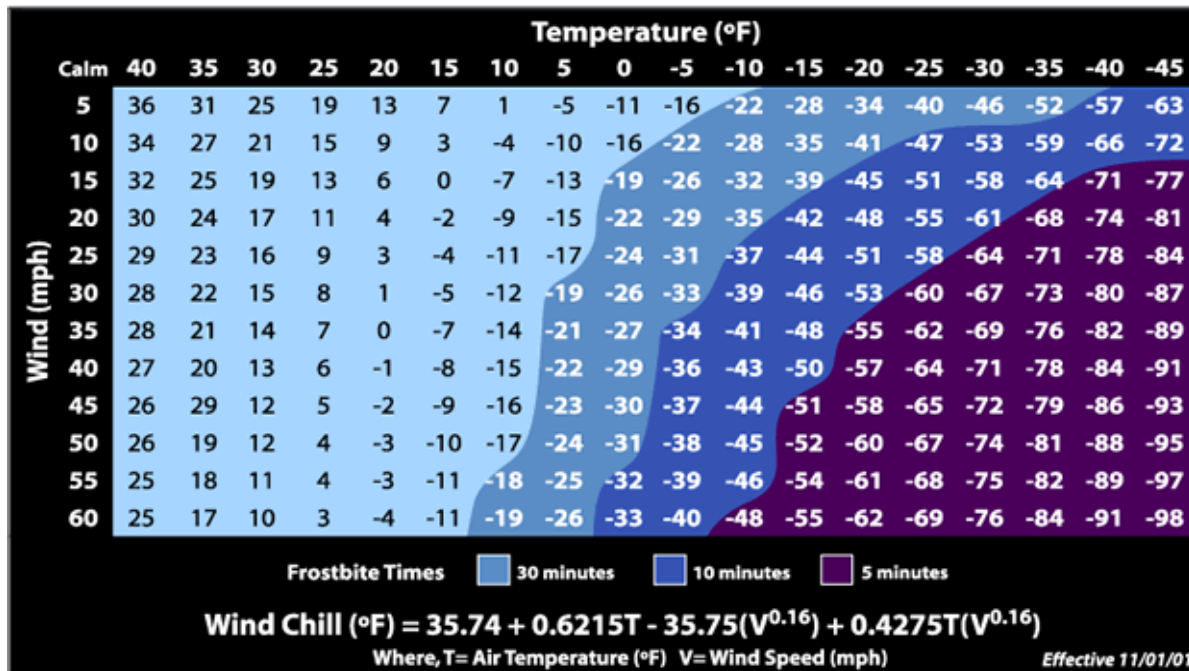 Temperature (ºF)
Calm 40 35 30 25 20 15 10 5 0 -5 -10 -15 -20 -25 -30 -35 -40 -45
5 36 31 25 19 13 7 1 -5 -11 -16 -22 -28 -34 -40 -46 -52 -57 -63
10 34 27 21 15 9 3 -4 -10 -16 -22 -28 -35 -41 -47 -53 -59 -66 -72
15 32 25 19 13 6 0 -7 -13 -19 -26 -32 -39 -45 -51 -58 -64 -71 -77
20 30 24 17 11 4 -2 -9 -15 -22 -29 -35 -42 -48 -55 -61 -68 -74 -81
25 29 23 16 9 3 -4 -11 -17 -24 -31 -37 -44 -51 -58 -64 -71 -78 -84
30 28 22 15 8 1 -5 -12 -19 -26 -33 -39 -46 -53 -60 -67 -73 -80 -87
35 28 21 14 7 0 -7 -14 -21 -27 -34 -41 -48 -55 -62 -69 -76 -82 -89
40 27 20 13 6 -1 -8 -15 -22 -29 -36 -43 -50 -57 -64 -71 -78 -84 -91
45 26 29 12 5 -2 -9 -16 -23 -30 -37 -44 -51 -58 -65 -72 -79 -86 -93
50 26 19 12 4 -3 -10 -17 -24 -31 -38 -45 -52 -60 -67 -74 -81 -88 -95
55 25 18 11 4 -3 -11 -18 -25 -32 -39 -46 -54 -61 -68 -75 -82 -89 -97
60 25 17 10 3 -4 -11 -19 -26 -33 -40 -48 -55 -62 -69 -76 -84 -91 -98
Wind (mph)
Frostbite Times 30 minutes 10 minutes 5 minutes
Wind Chill (ºF) = 35.74 + 0.6215T - 35.75(V0.16) + 0.4275T(V0.16)
Where, T= Air Temperature (ºF) V= Wind Speed (mph) Effective 11/01/01